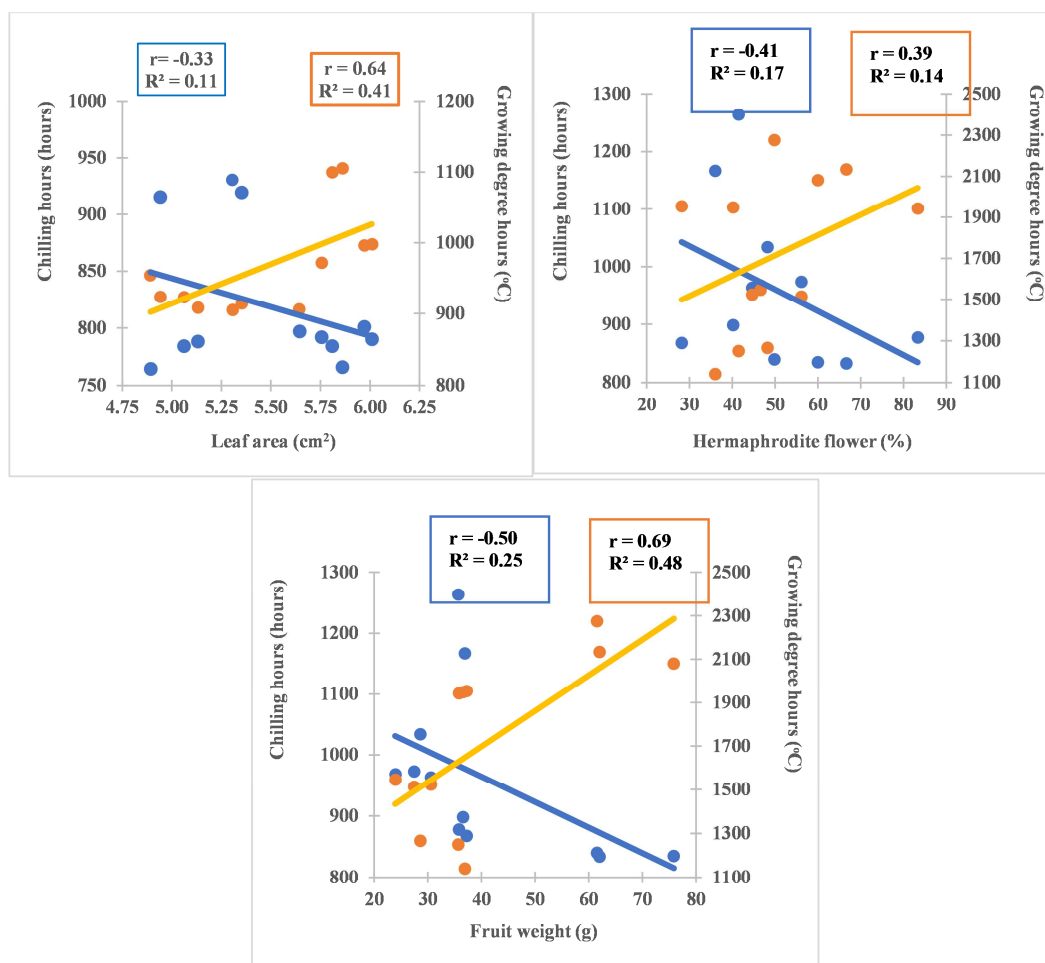 r= -0.33
R² = 0.11
r = 0.64
R² = 0.41
1000
950
900
850
800
750
Chilling hours (hours)
1200
1100
1000
900
800
Growing degree hours (ºC)
4.75 5.00 5.25 5.50 5.75 6.00 6.25
Leaf area (cm²)
r = -0.41
R² = 0.17
r = 0.39
R² = 0.14
1300
1200
1100
1000
900
800
Chilling hours (hours)
2500
2300
2100
1900
1700
1500
1300
1100
Growing degree hours (ºC)
20 30 40 50 60 70 80 90
Hermaphrodite flower (%)
r = -0.50
R² = 0.25
r = 0.69
R² = 0.48
1300
1200
1100
1000
900
800
Chilling hours (hours)
2500
2300
2100
1900
1700
1500
1300
1100
Growing degree hours (ºC)
20 30 40 50 60 70 80
Fruit weight (g)